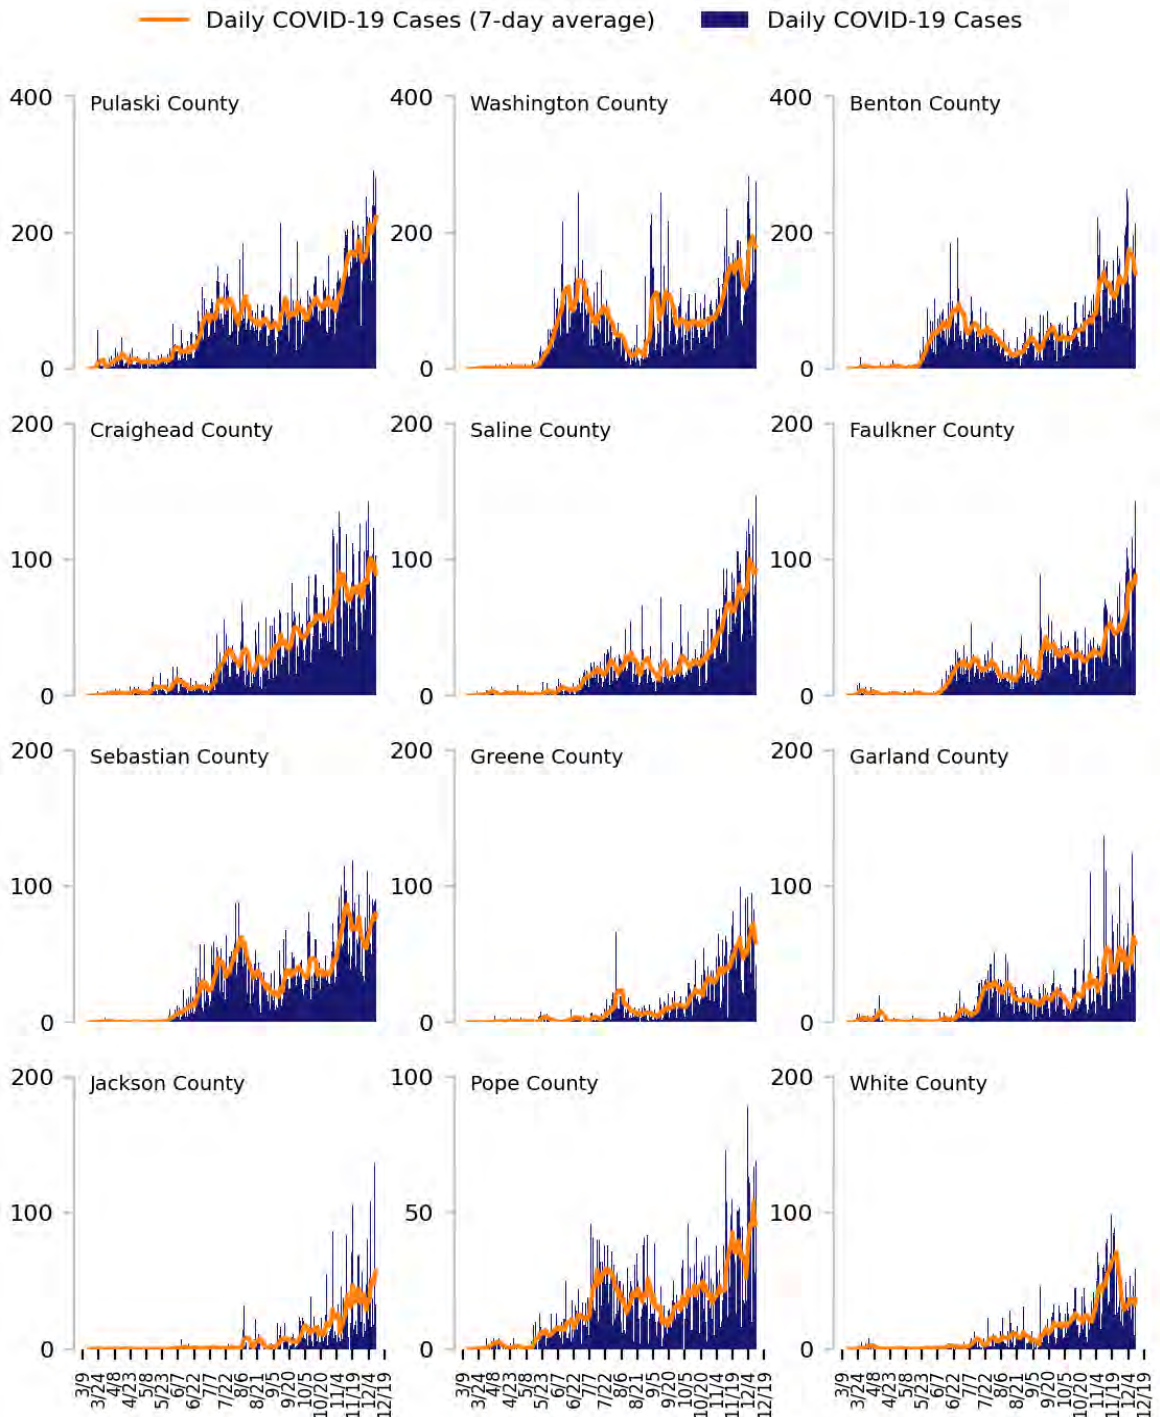 Daily COVID-19 Cases (7-day average) Daily COVID-19 Cases
400 Pulaski County 400 Washington County 400 Benton County
200 200 200
0 0 0
200 Craighead County 200 Saline County 200 Faulkner County
100 100 100
0 0 0
200 Sebastian County 200 Greene County 200 Garland County
100 100 100
0 0 0
200 Jackson County 100 Pope County 200 White County
100 50 100
0 0 0
3/9 3/24 4/8 4/23 5/8 5/23 6/7 6/22 7/7 7/22 8/6 8/21 9/5 9/20 10/5 10/20 11/4 11/19 12/4 12/19 3/9 3/24 4/8 4/23 5/8 5/23 6/7 6/22 7/7 7/22 8/6 8/21 9/5 9/20 10/5 10/20 11/4 11/19 12/4 12/19 3/9 3/24 4/8 4/23 5/8 5/23 6/7 6/22 7/7 7/22 8/6 8/21 9/5 9/20 10/5 10/20 11/4 11/19 12/4 12/19